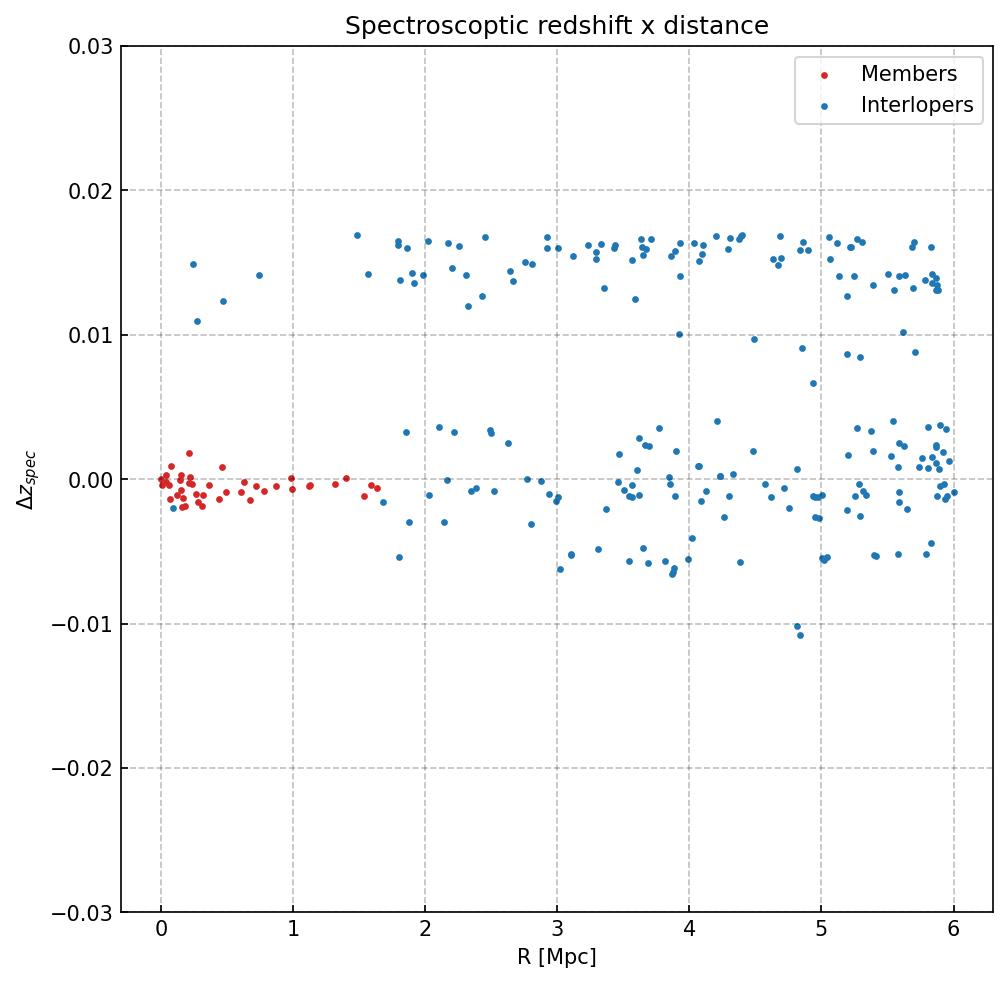 Spectroscoptic redshift x distance
Members
Interlopers
0.03
0.02
0.01
0.00
−0.01
−0.02
−0.03
Δz_spec
0 1 2 3 4 5 6
R [Mpc]